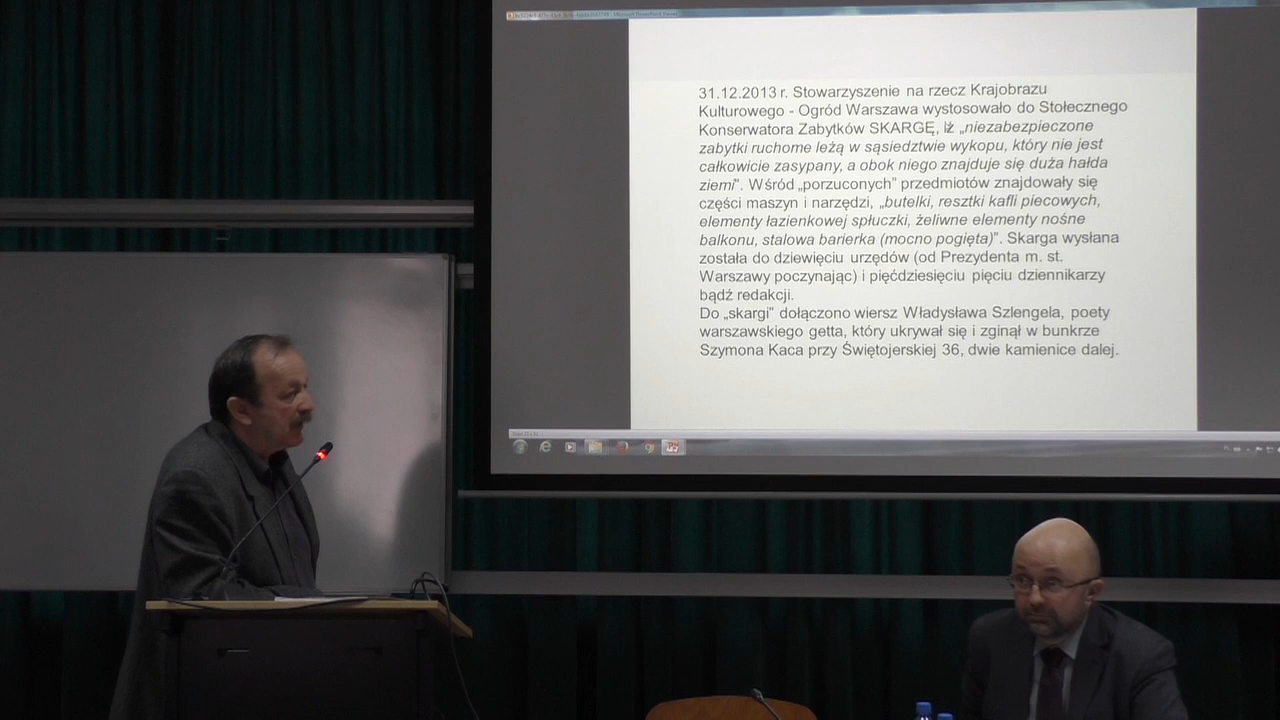 31.12.2013 r. Stowarzyszenie na rzecz Krajobrazu
Kulturowego - Ogród Warszawa wystosowało do Stołecznego
Konserwatora Zabytków SKARGĘ, iż „niezabezpieczone
zabytki ruchome leżą w sąsiedztwie wykopu, który nie jest
całkowicie zasypany, a obok niego znajduje się duża hałda
ziemi”. Wśród „porzuconych” przedmiotów znajdowały się
części maszyn i narzędzi, „butelki, resztki kafli piecowych,
elementy łazienkowej spłuczki, żeliwne elementy nośne
balkonu, stalowa barierka (mocno pogięta)”. Skarga wysłana
została do dziewięciu urzędów (od Prezydenta m. st.
Warszawy poczynając) i pięćdziesięciu pięciu dziennikarzy
bądź redakcji.
Do „skargi” dołączono wiersz Władysława Szlengela, poety
warszawskiego getta, który ukrywał się i zginął w bunkrze
Szymona Kaca przy Świętojerskiej 36, dwie kamienice dalej.